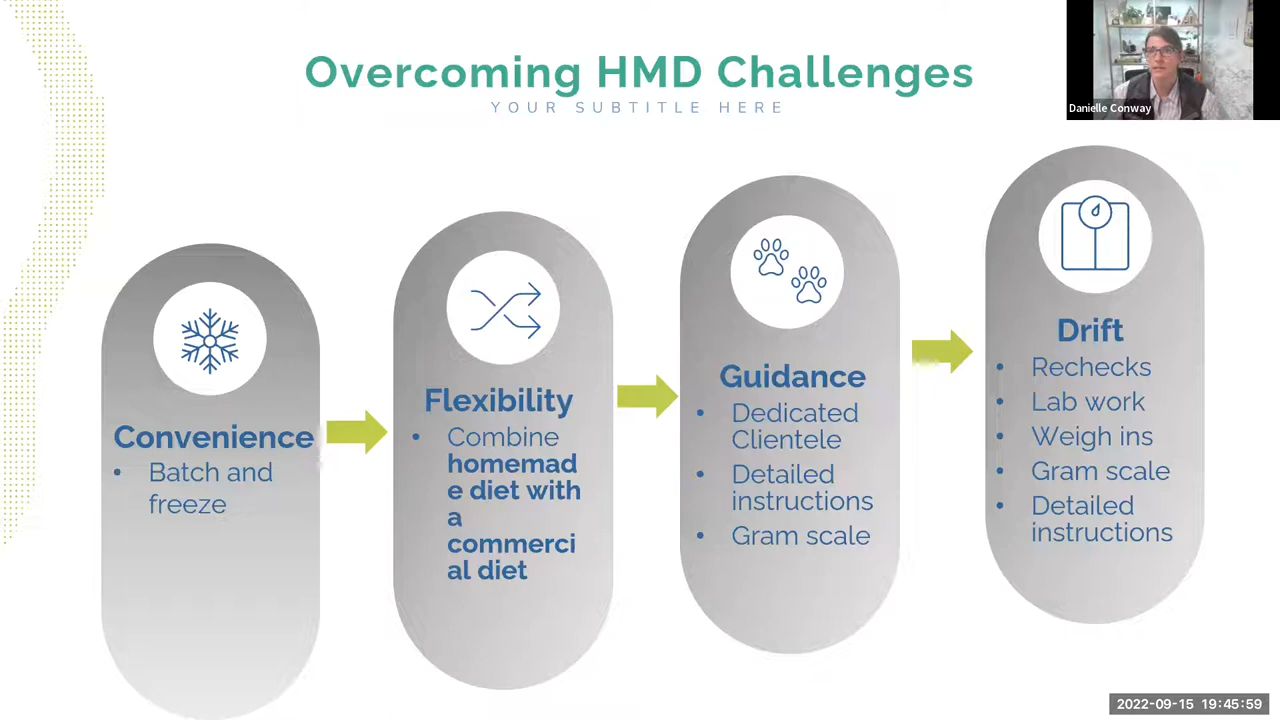 Overcoming HMD Challenges
YOUR SUBTITLE HERE
Danielle Conway
Convenience
• Batch and
freeze
Flexibility
• Combine
homemad
e diet with
a
commerci
al diet
Guidance
• Dedicated
Clientele
• Detailed
instructions
• Gram scale
Drift
• Rechecks
• Lab work
• Weigh ins
• Gram scale
• Detailed
instructions
2022-09-15 19:45:59